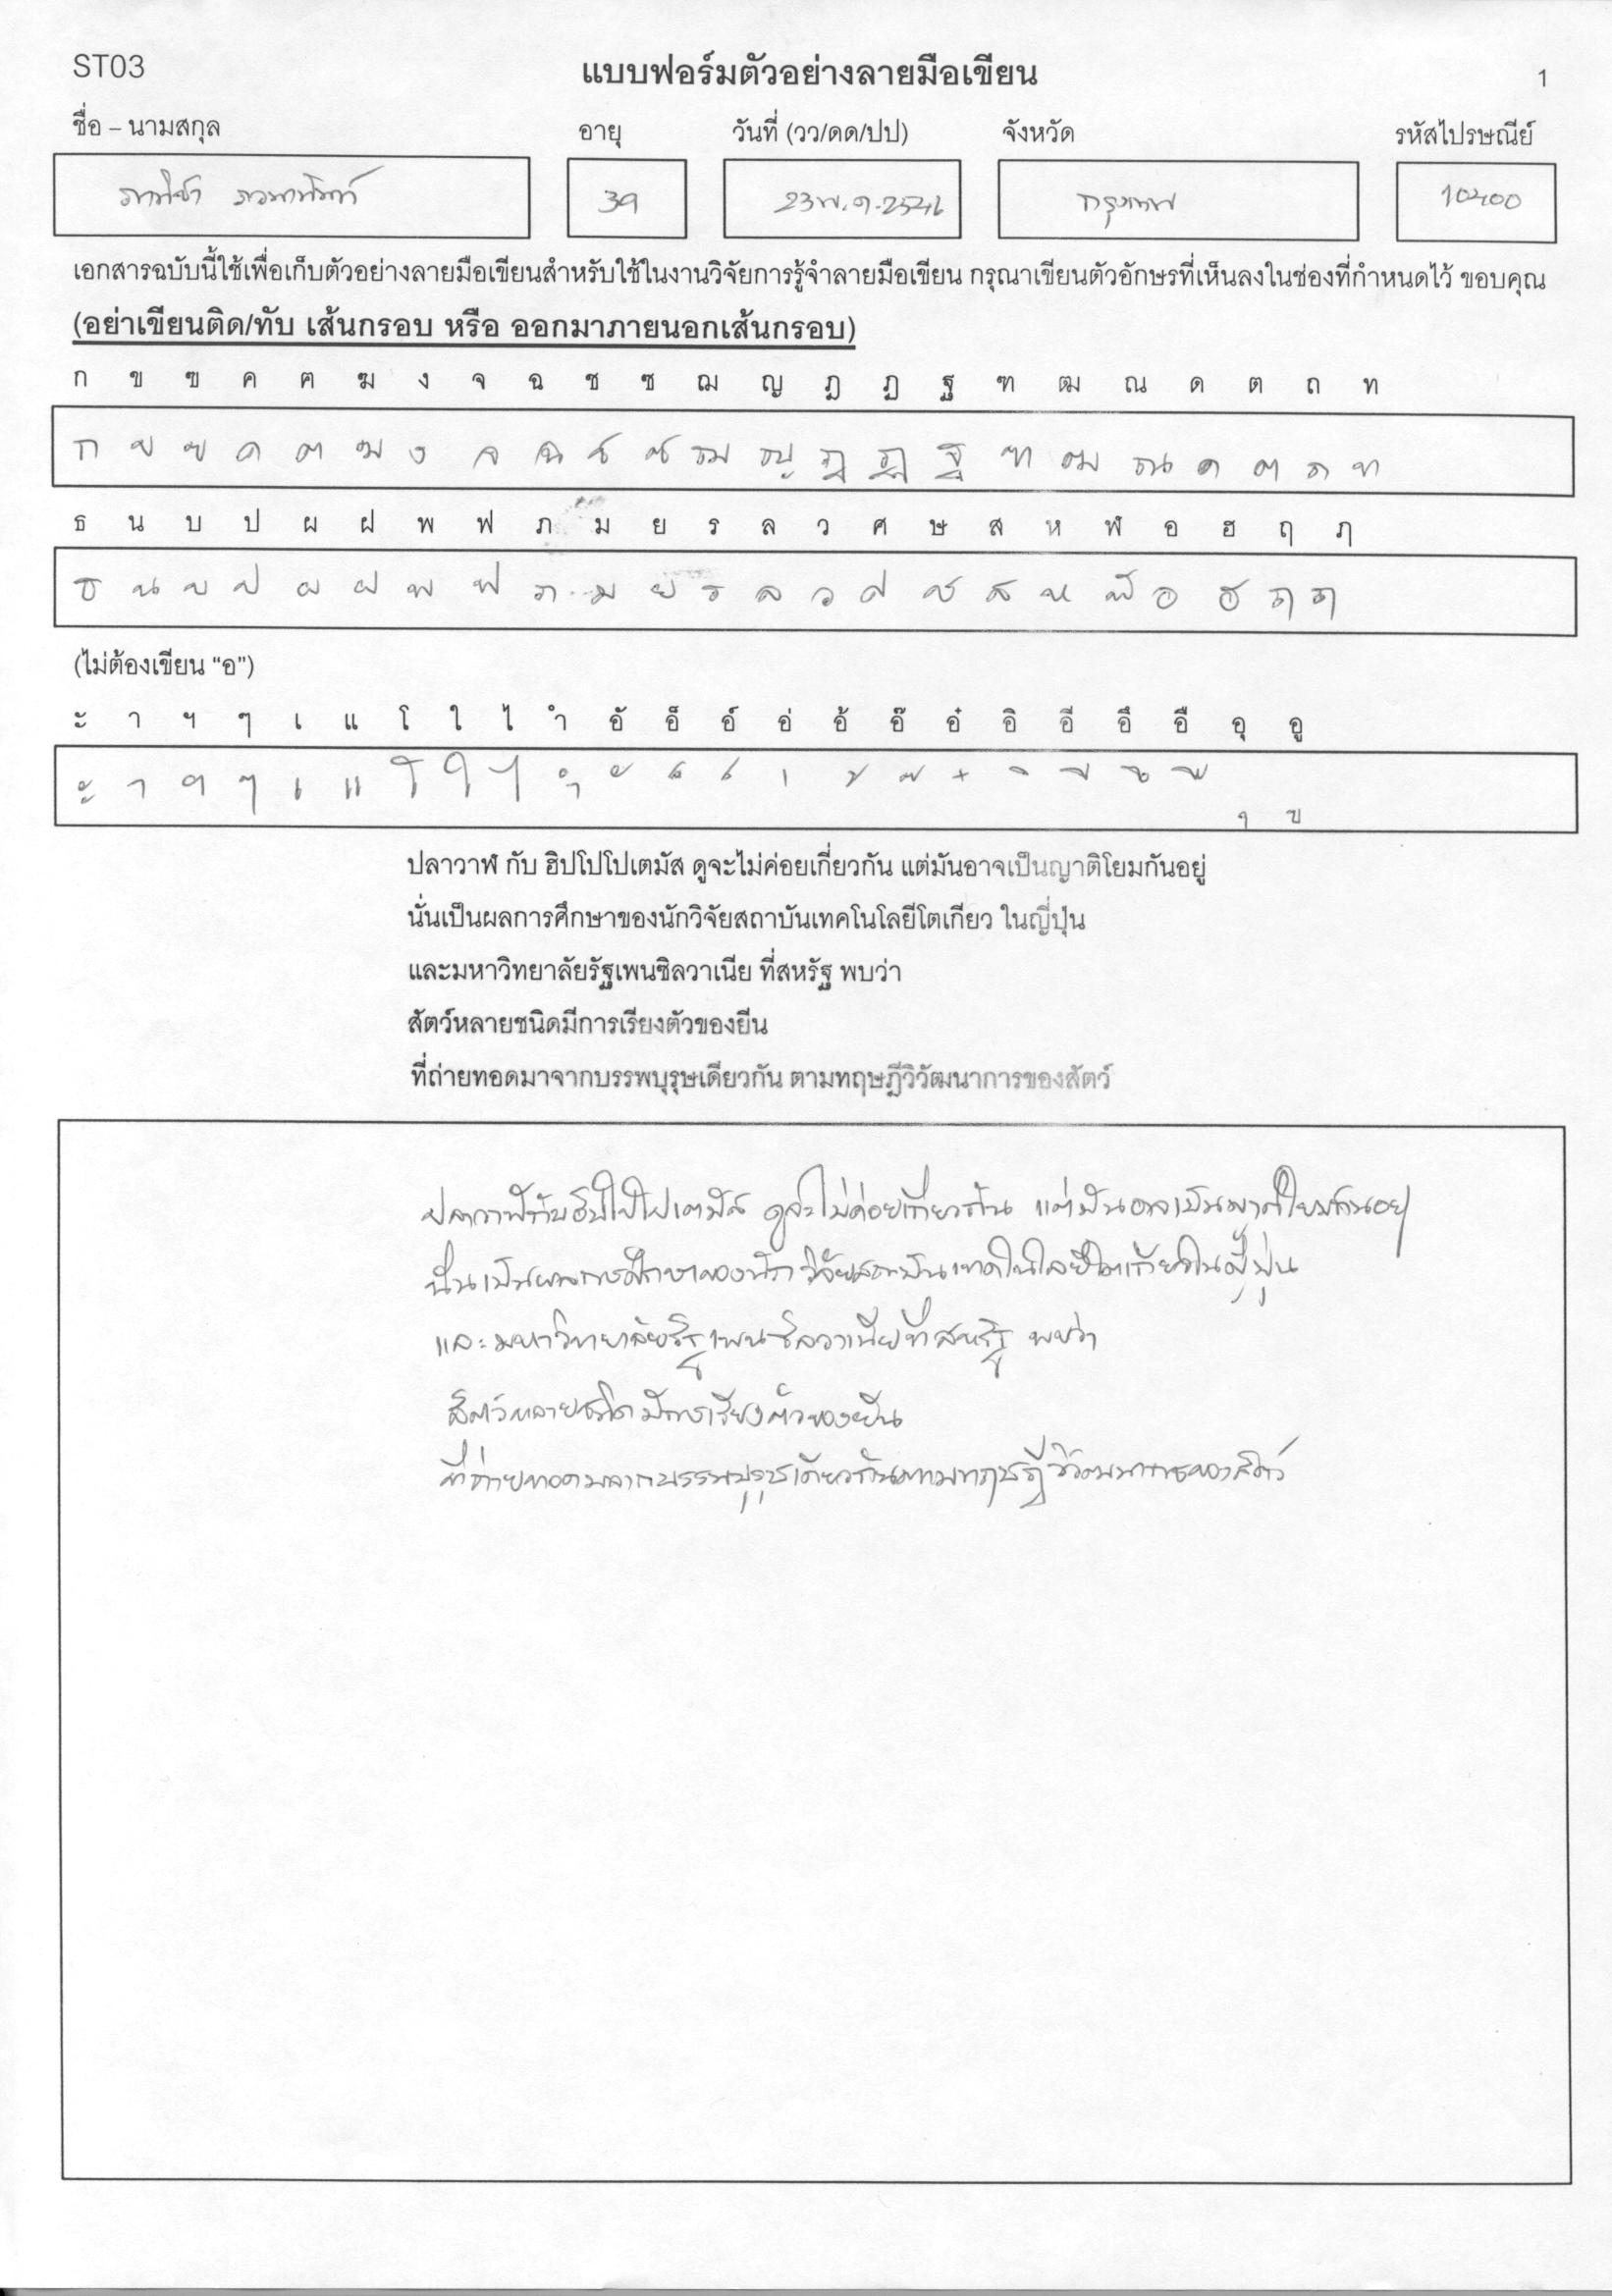 ST03 แบบฟอร์มตัวอย่างลายมือเขียน 1
ชื่อ – นามสกุล อายุ วันที่ (วว/ดด/ปป) จังหวัด รหัสไปรษณีย์
39 23 พ.ค. 2546 กรุงเทพ 10400
เอกสารฉบับนี้ใช้เพื่อเก็บตัวอย่างลายมือเขียนสำหรับใช้ในงานวิจัยการรู้จำลายมือเขียน กรุณาเขียนตัวอักษรที่เห็นลงในช่องที่กำหนดไว้ ขอบคุณ
(อย่าเขียนติด/ทับ เส้นกรอบ หรือ ออกมาภายนอกเส้นกรอบ)
ก ข ฃ ค ฅ ฆ ง จ ฉ ช ซ ฌ ญ ฎ ฏ ฐ ฑ ฒ ณ ด ต ถ ท
ก ข ฃ ค ฅ ฆ ง จ ฉ ช ซ ฌ ญ ฎ ฏ ฐ ฑ ฒ ณ ด ต ถ ท
ธ น บ ป ผ ฝ พ ฟ ภ ม ย ร ล ว ศ ษ ส ห ฬ อ ฮ ฤ ฦ
ธ น บ ป ผ ฝ พ ฟ ภ ม ย ร ล ว ศ ษ ส ห ฬ อ ฮ ฤ ฦ
(ไม่ต้องเขียน “อ”)
ะ า ฯ ๆ เ แ โ ใ ไ ำ อั อ็ อ์ อ่ อ้ อ๊ อ๋ อิ อี อึ อื อุ อู
ะ า ฯ ๆ เ แ โ ใ ไ ำ ั ็ ์ ่ ้ ๊ ๋ ิ ี ึ ื ุ ู
ปลาวาฬ กับ ฮิปโปโปเตมัส ดูจะไม่ค่อยเกี่ยวกัน แต่มันอาจเป็นญาติโยมกันอยู่
นั่นเป็นผลการศึกษาของนักวิจัยสถาบันเทคโนโลยีโตเกียว ในญี่ปุ่น
และมหาวิทยาลัยรัฐเพนซิลวาเนีย ที่สหรัฐ พบว่า
สัตว์หลายชนิดมีการเรียงตัวของยีน
ที่ถ่ายทอดมาจากบรรพบุรุษเดียวกัน ตามทฤษฎีวิวัฒนาการของสัตว์
ปลาวาฬกับฮิปโปโปเตมัส ดูจะไม่ค่อยเกี่ยวกัน แต่มันอาจเป็นญาติโยมกันอยู่
นั่นเป็นผลการศึกษาของนักวิจัยสถาบันเทคโนโลยีโตเกียวในญี่ปุ่น
และมหาวิทยาลัยรัฐเพนซิลวาเนียที่สหรัฐ พบว่า
สัตว์หลายชนิดมีการเรียงตัวของยีน
ที่ถ่ายทอดมาจากบรรพบุรุษเดียวกันตามทฤษฎีวิวัฒนาการของสัตว์